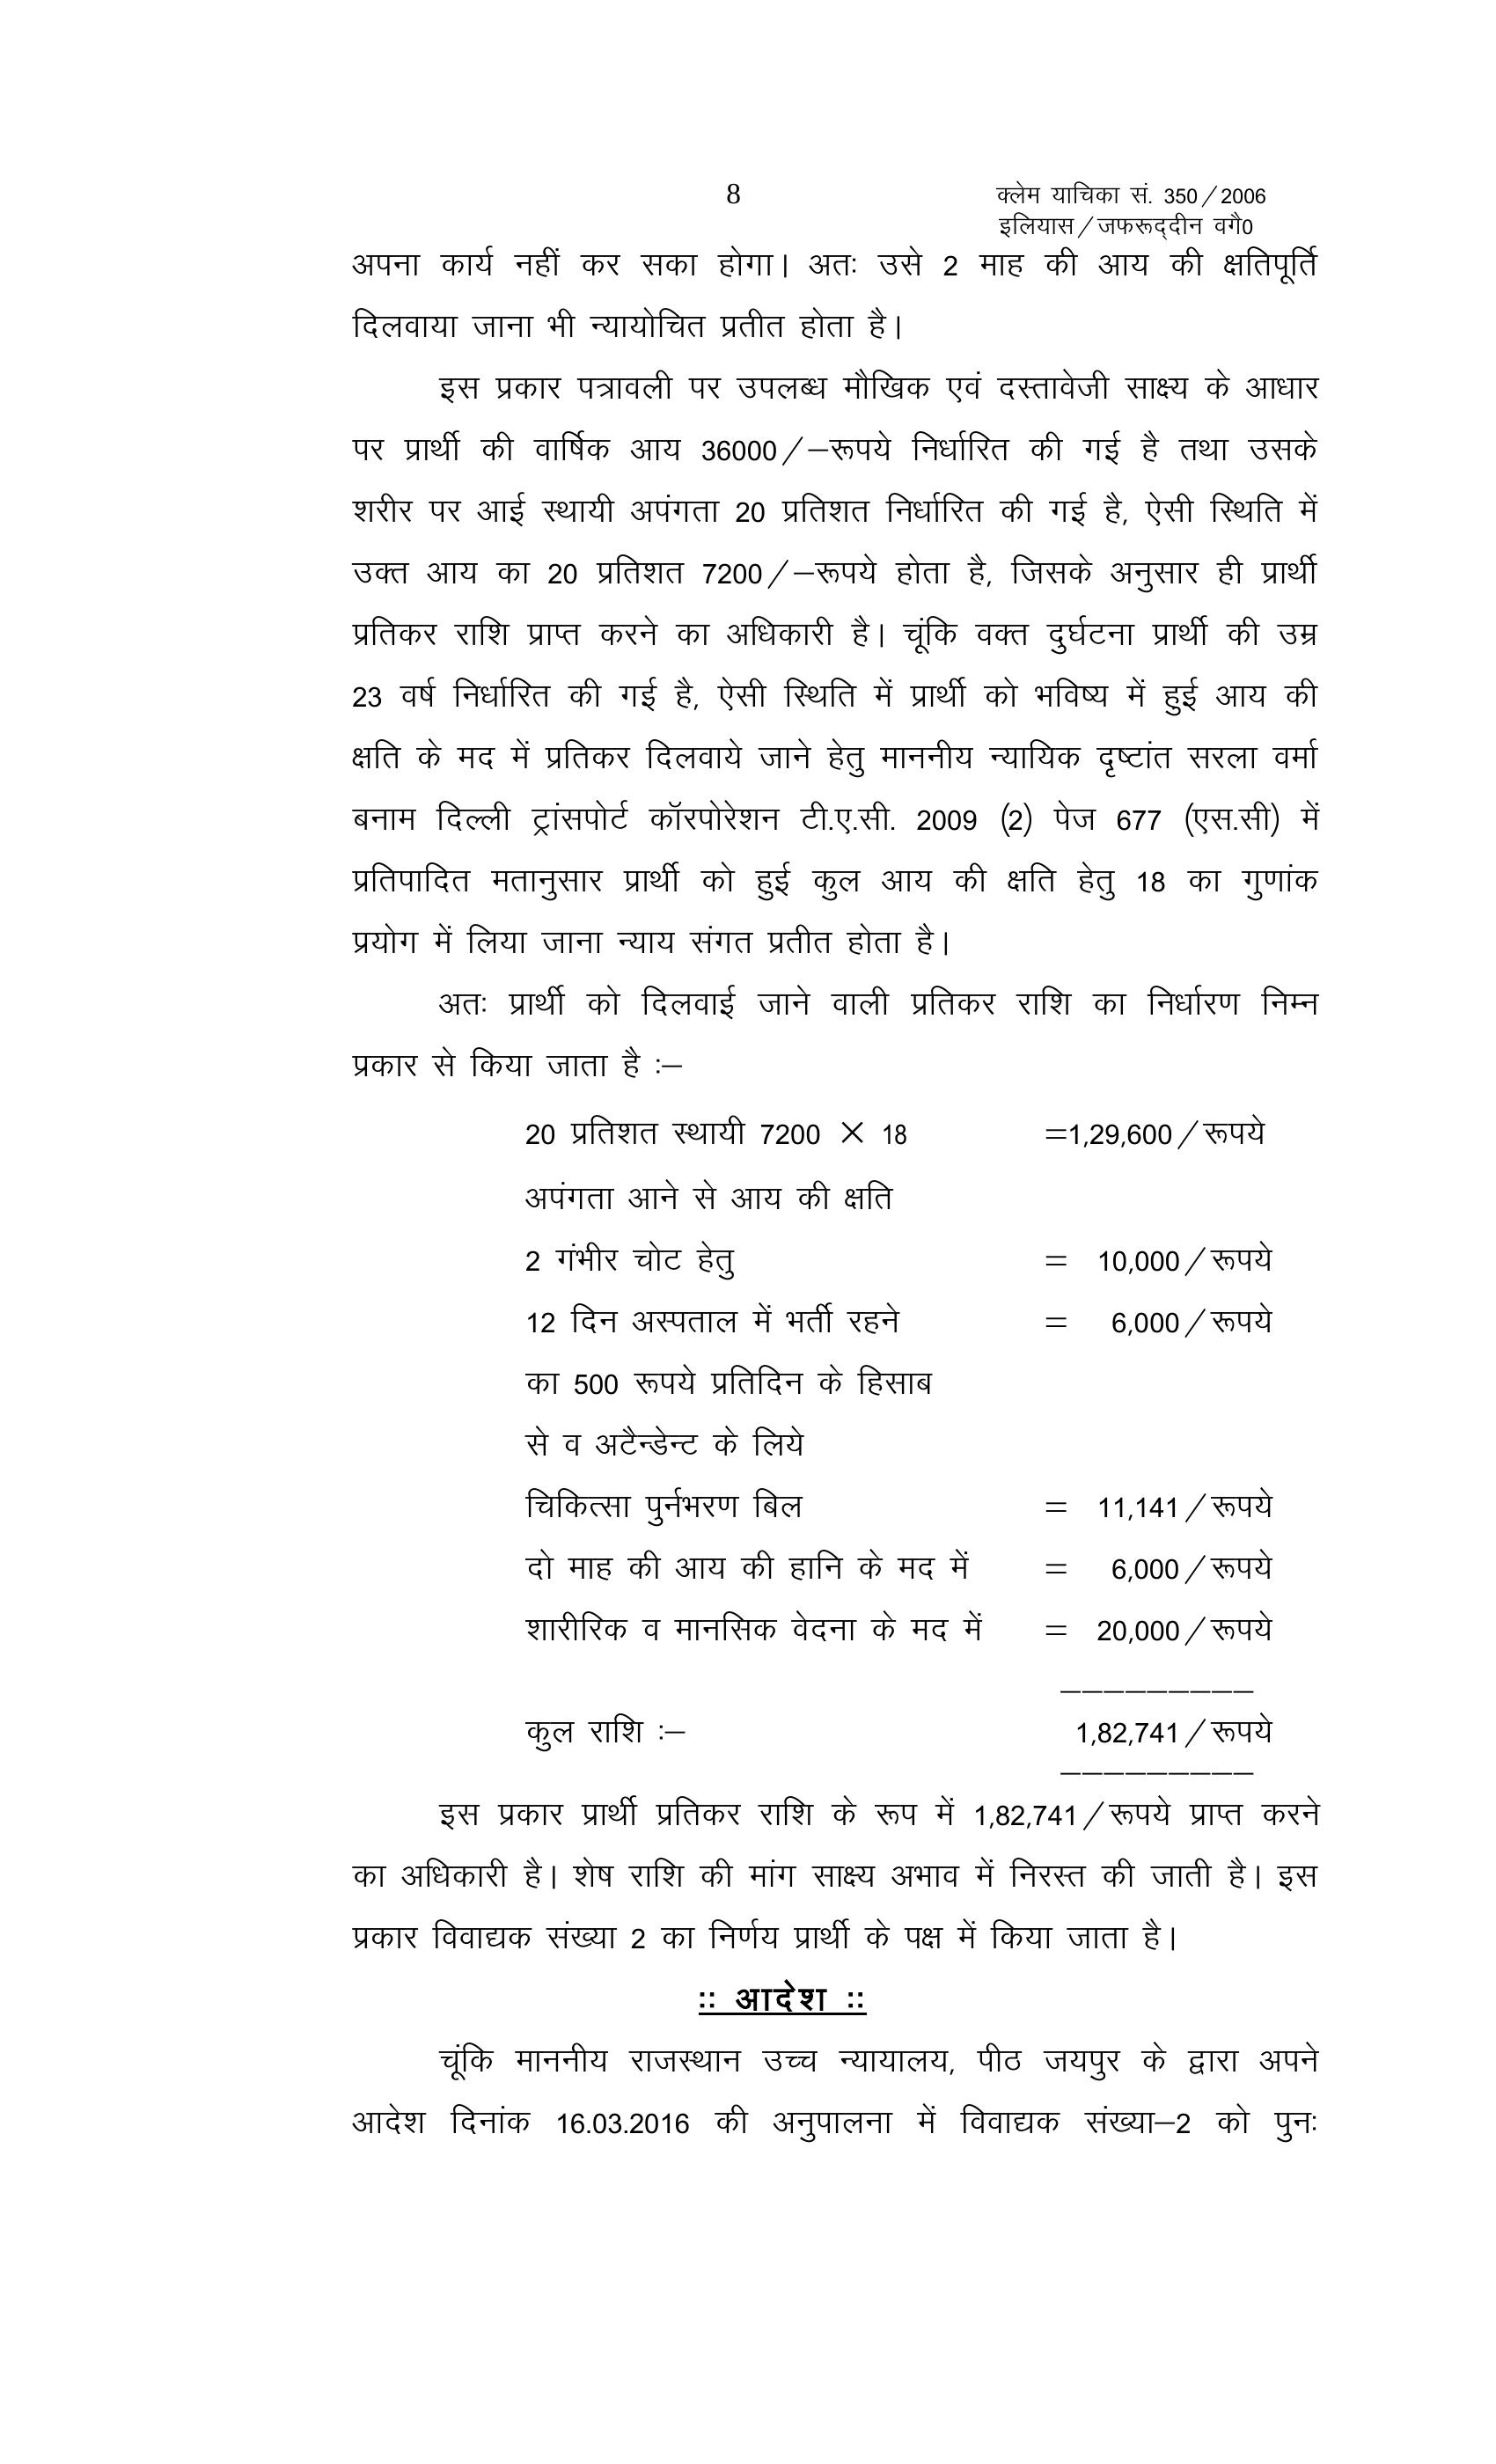 8 क्लेम याचिका सं. 350/2006
इलियास/जफरूद्दीन वगै0
अपना कार्य नहीं कर सका होगा। अतः उसे 2 माह की आय की क्षतिपूर्ति
दिलवाया जाना भी न्यायोचित प्रतीत होता है।
इस प्रकार पत्रावली पर उपलब्ध मौखिक एवं दस्तावेजी साक्ष्य के आधार
पर प्रार्थी की वार्षिक आय 36000/–रूपये निर्धारित की गई है तथा उसके
शरीर पर आई स्थायी अपंगता 20 प्रतिशत निर्धारित की गई है, ऐसी स्थिति में
उक्त आय का 20 प्रतिशत 7200/–रूपये होता है, जिसके अनुसार ही प्रार्थी
प्रतिकर राशि प्राप्त करने का अधिकारी है। चूंकि वक्त दुर्घटना प्रार्थी की उम्र
23 वर्ष निर्धारित की गई है, ऐसी स्थिति में प्रार्थी को भविष्य में हुई आय की
क्षति के मद में प्रतिकर दिलवाये जाने हेतु माननीय न्यायिक दृष्टांत सरला वर्मा
बनाम दिल्ली ट्रांसपोर्ट कॉरपोरेशन टी.ए.सी. 2009 (2) पेज 677 (एस.सी) में
प्रतिपादित मतानुसार प्रार्थी को हुई कुल आय की क्षति हेतु 18 का गुणांक
प्रयोग में लिया जाना न्याय संगत प्रतीत होता है।
अतः प्रार्थी को दिलवाई जाने वाली प्रतिकर राशि का निर्धारण निम्न
प्रकार से किया जाता है :–
20 प्रतिशत स्थायी 7200 × 18 =1,29,600/रूपये
अपंगता आने से आय की क्षति
2 गंभीर चोट हेतु = 10,000/रूपये
12 दिन अस्पताल में भर्ती रहने = 6,000/रूपये
का 500 रूपये प्रतिदिन के हिसाब
से व अटैन्डेन्ट के लिये
चिकित्सा पुर्नभरण बिल = 11,141/रूपये
दो माह की आय की हानि के मद में = 6,000/रूपये
शारीरिक व मानसिक वेदना के मद में = 20,000/रूपये
–––––––––
कुल राशि :– 1,82,741/रूपये
–––––––––
इस प्रकार प्रार्थी प्रतिकर राशि के रूप में 1,82,741/रूपये प्राप्त करने
का अधिकारी है। शेष राशि की मांग साक्ष्य अभाव में निरस्त की जाती है। इस
प्रकार विवाद्यक संख्या 2 का निर्णय प्रार्थी के पक्ष में किया जाता है।
:: आदेश ::
चूंकि माननीय राजस्थान उच्च न्यायालय, पीठ जयपुर के द्वारा अपने
आदेश दिनांक 16.03.2016 की अनुपालना में विवाद्यक संख्या–2 को पुनः